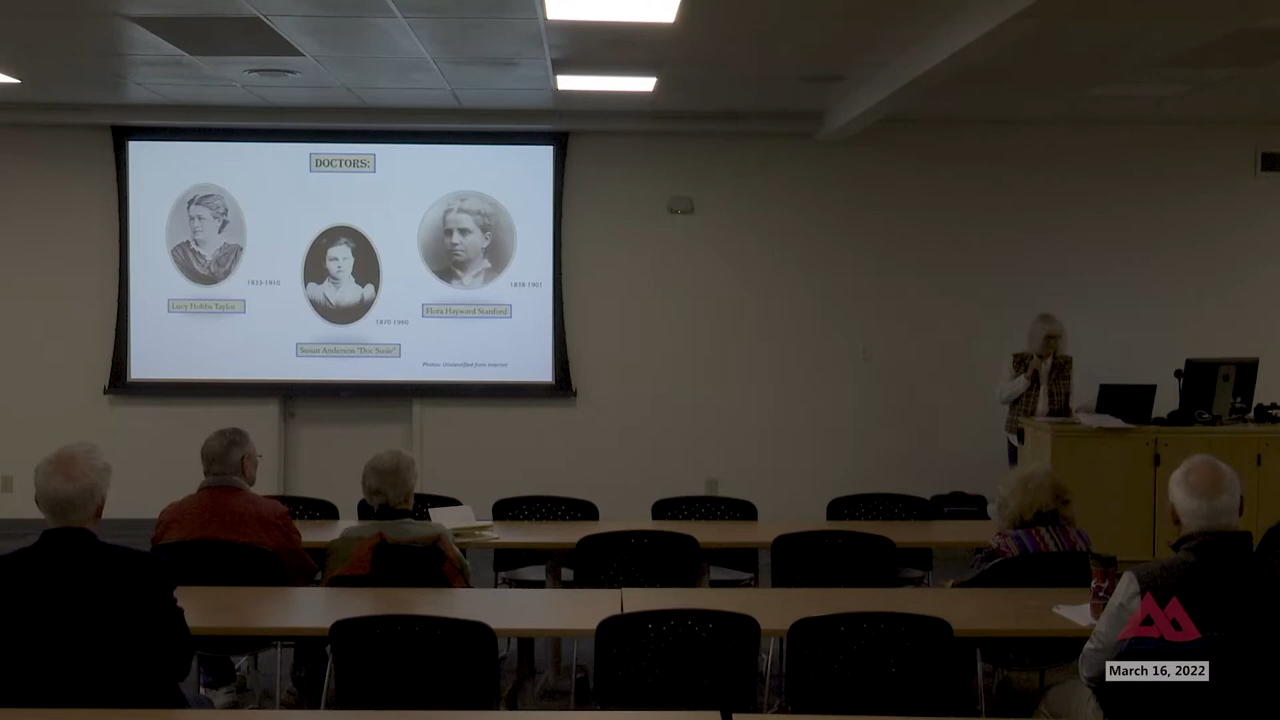 DOCTORS:
1833-1910
Lucy Hobbs Taylor
1870-1960
Susan Anderson "Doc Susie"
1838-1901
Flora Hayward Stanford
Photos: Unidentified from Internet
March 16, 2022